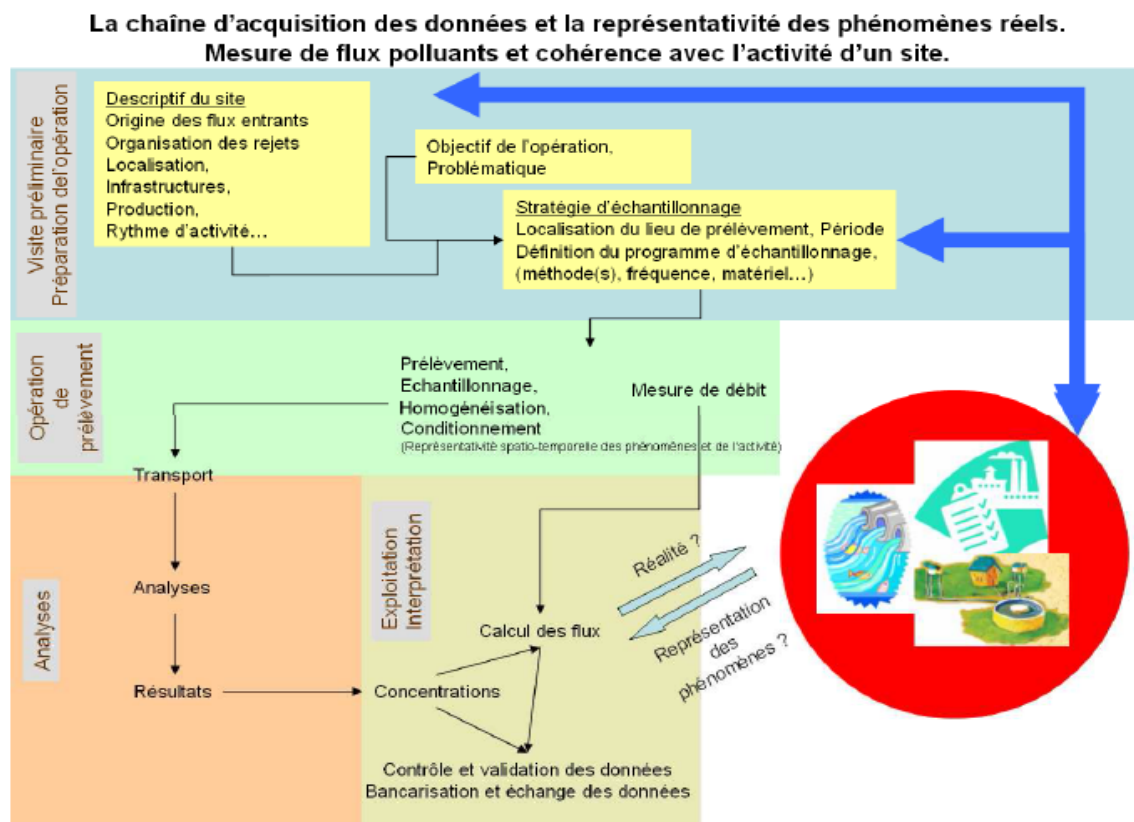 La chaîne d'acquisition des données et la représentativité des phénomènes réels.
Mesure de flux polluants et cohérence avec l'activité d'un site.
Visite préliminaire
Préparation del'opération
Descriptif du site
Origine des flux entrants
Organisation des rejets
Localisation,
Infrastructures,
Production,
Rythme d'activité…
Objectif de l'opération,
Problématique
Stratégie d'échantillonnage
Localisation du lieu de prélèvement, Période
Définition du programme d'échantillonnage,
(méthode(s), fréquence, matériel…)
Opération
de
prélèvement
Prélèvement,
Echantillonnage,
Homogénéisation,
Conditionnement
(Représentativité spatio-temporelle des phénomènes et de l'activité)
Mesure de débit
Transport
Analyses
Analyses
Résultats
Exploitation
Interprétation
Calcul des flux
Concentrations
Contrôle et validation des données
Bancarisation et échange des données
Réalité ?
Représentation
des
phénomènes ?